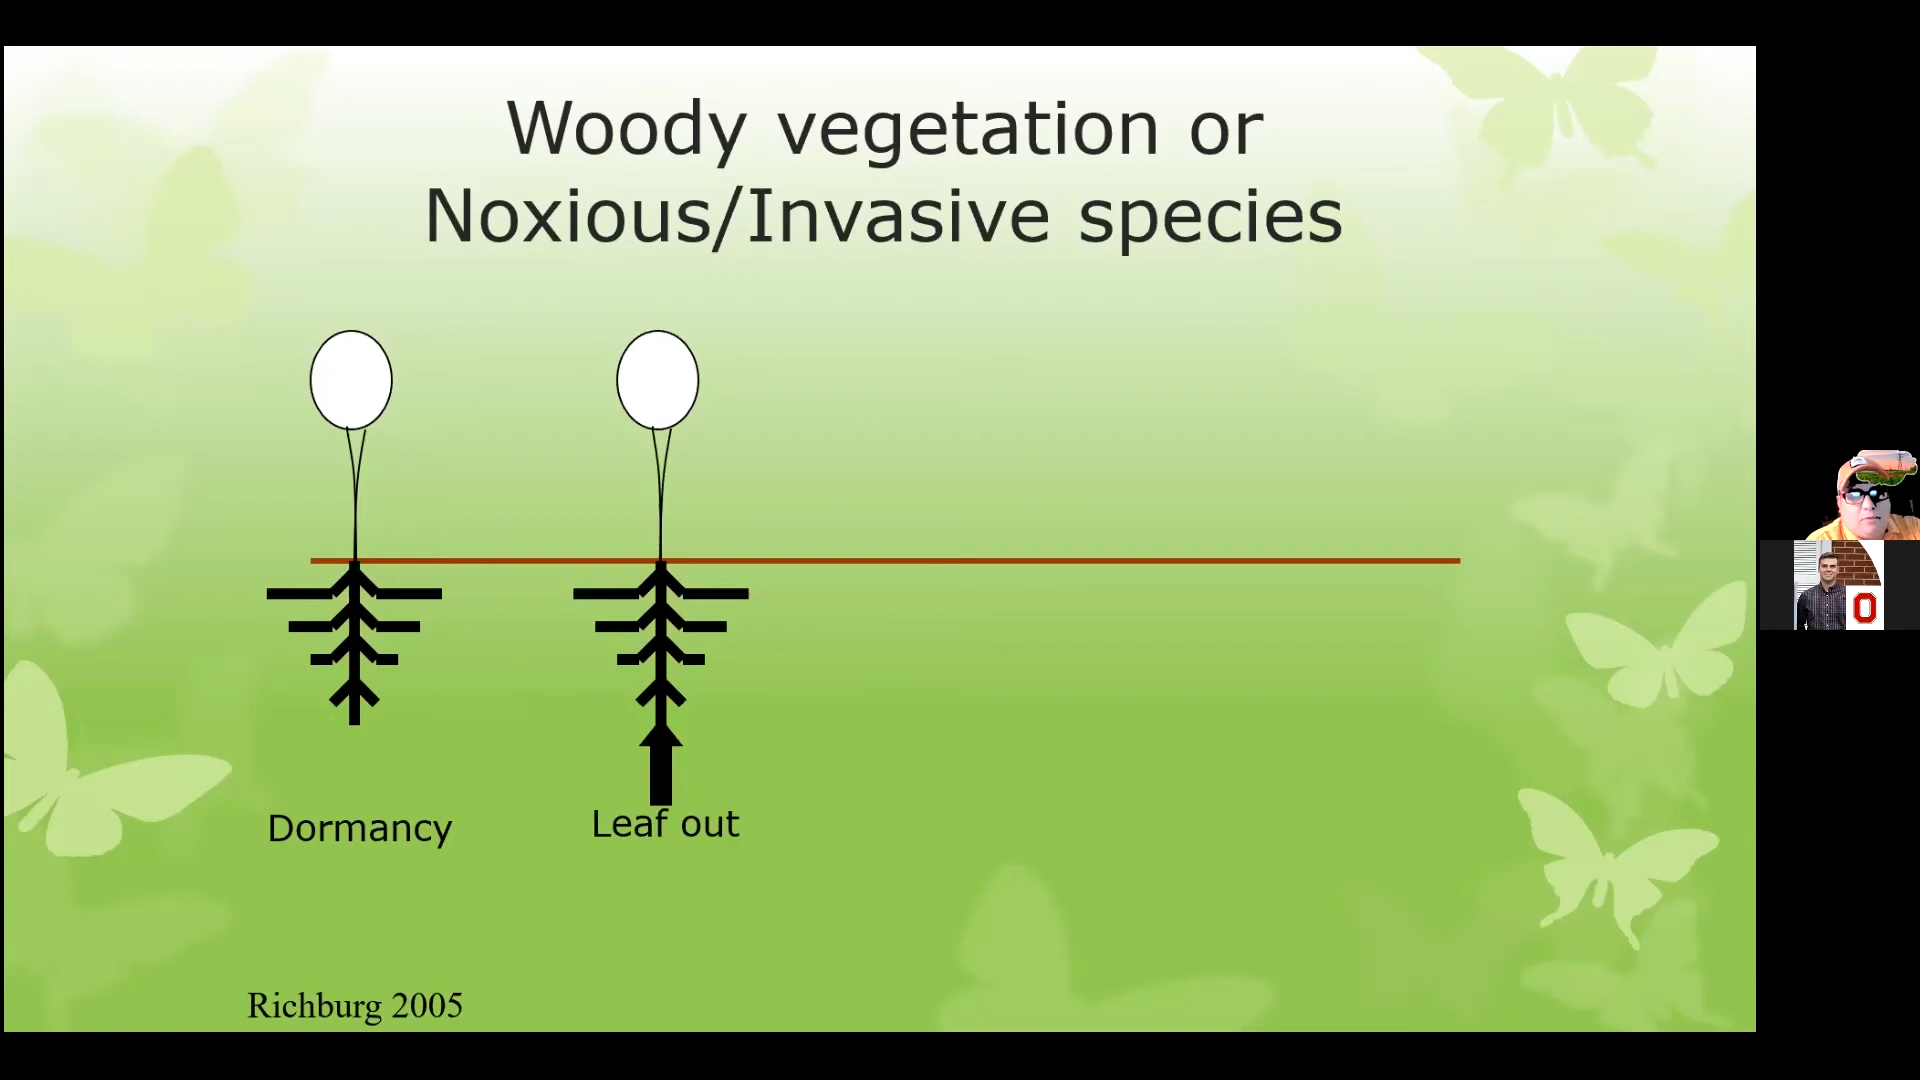 Woody vegetation or
Noxious/Invasive species
Dormancy
Leaf out
Richburg 2005
O